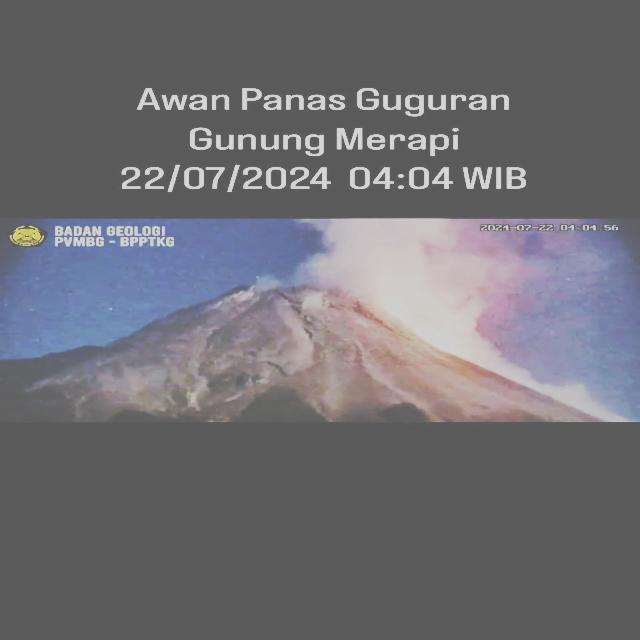 Awan Panas Guguran
Gunung Merapi
22/07/2024 04:04 WIB
BADAN GEOLOGI
PVMBG - BPPTKG
2024-07-22 04:04:56